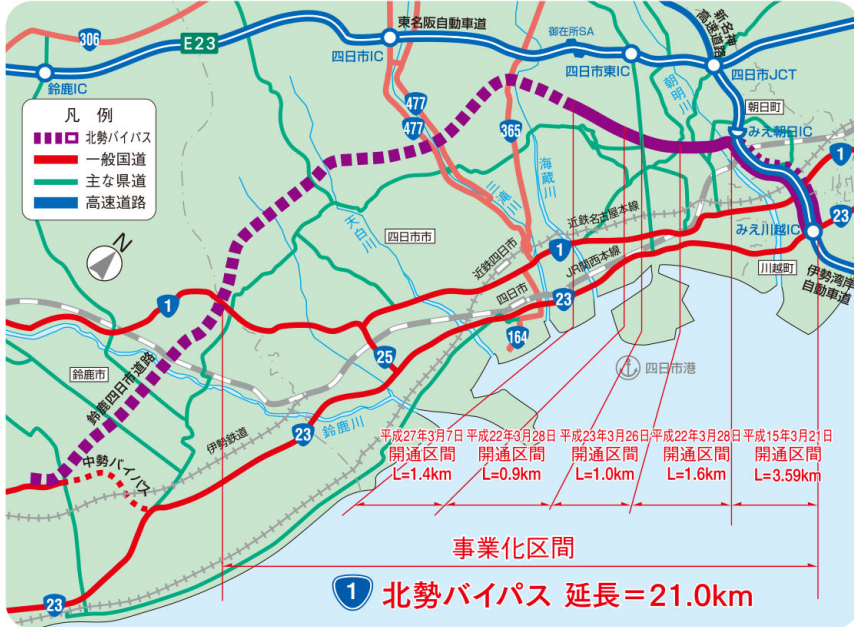 306
E23
東名阪自動車道
四日市IC
御在所SA
四日市東IC
新名神
高速道路
四日市JCT
鈴鹿IC
凡 例
北勢バイパス
一般国道
主な県道
高速道路
477
477
365
朝明川
朝日町
みえ朝日IC
1
23
みえ川越IC
川越町
伊勢湾岸
自動車道
海蔵川
三滝川
天白川
四日市市
近鉄名古屋本線
近鉄四日市
1
JR関西本線
四日市
23
164
N
1
25
鈴鹿市
鈴鹿四日市道路
鈴鹿川
伊勢鉄道
23
中勢バイパス
23
四日市港
平成27年3月7日
開通区間
L=1.4km
平成22年3月28日
開通区間
L=0.9km
平成23年3月26日
開通区間
L=1.0km
平成22年3月28日
開通区間
L=1.6km
平成15年3月21日
開通区間
L=3.59km
事業化区間
1 北勢バイパス 延長=21.0km